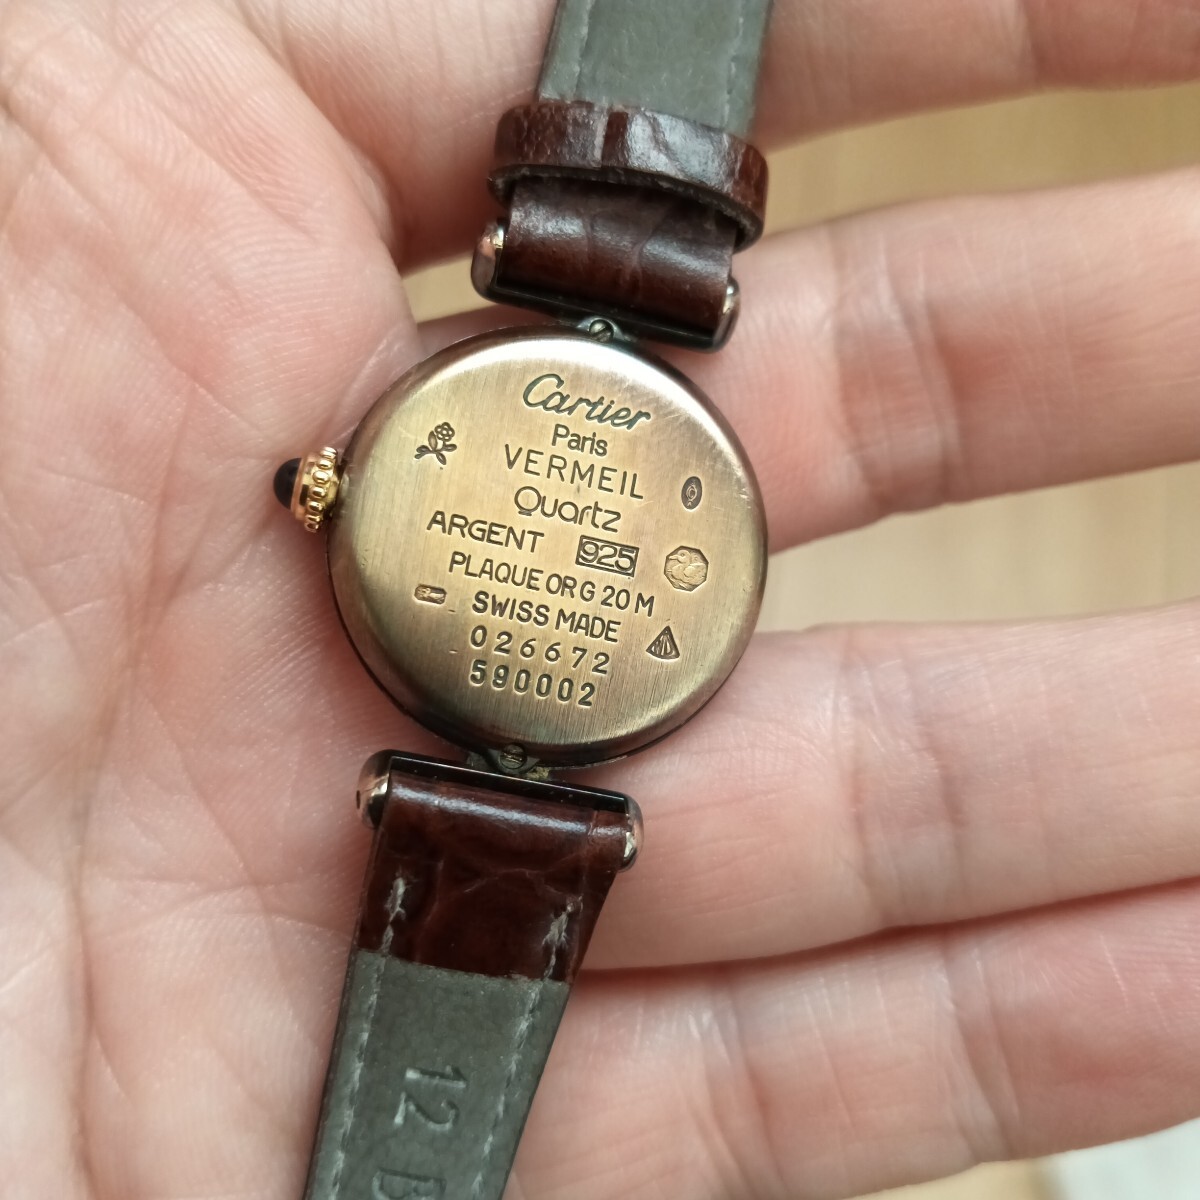 Cartier
Paris
VERMEIL
Quartz
ARGENT 925
PLAQUE OR G 20 M
SWISS MADE
026672
590002
12 B